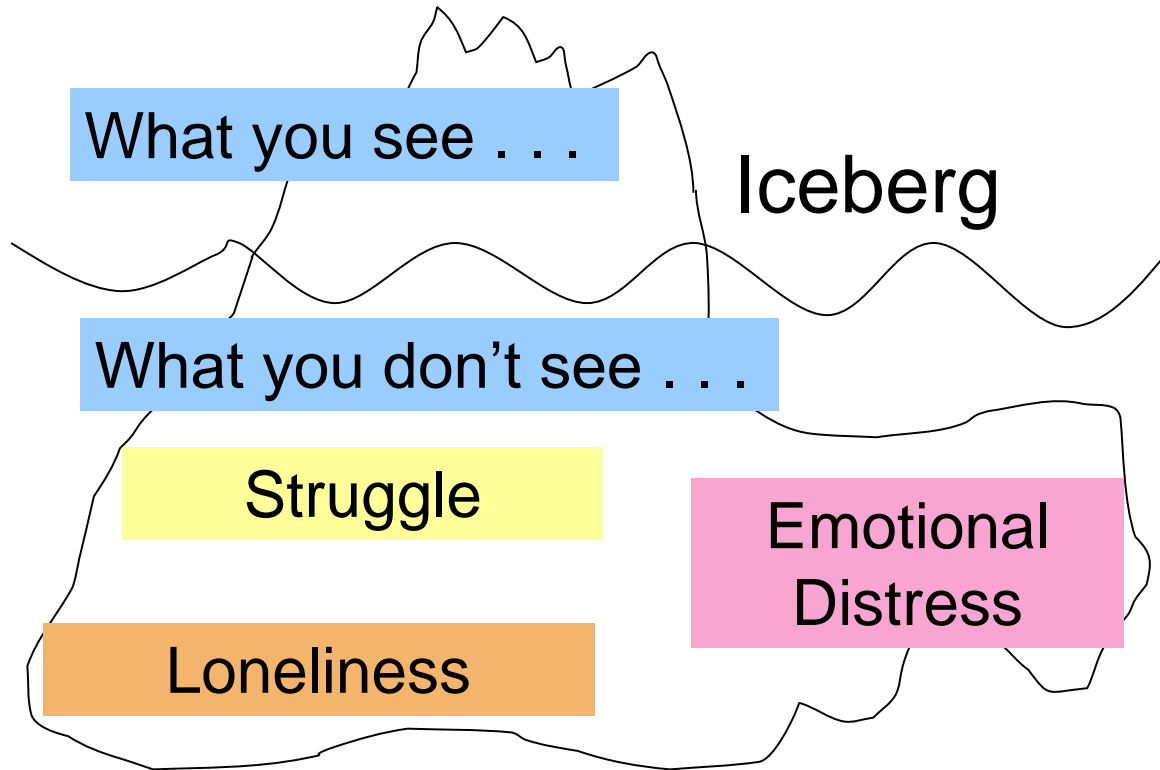 What you see . . .
Iceberg
What you don’t see . . .
Struggle
Emotional
Distress
Loneliness